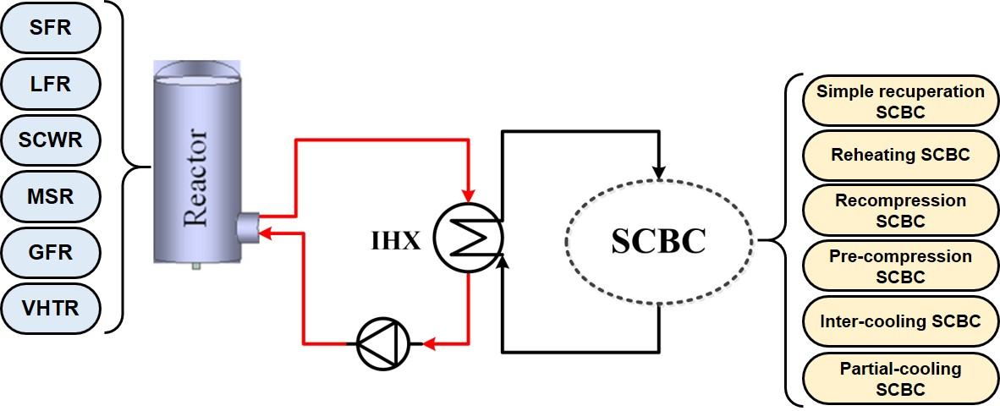 SFR
LFR
SCWR
MSR
GFR
VHTR
Reactor
IHX
SCBC
Simple recuperation
SCBC
Reheating SCBC
Recompression
SCBC
Pre-compression
SCBC
Inter-cooling SCBC
Partial-cooling
SCBC